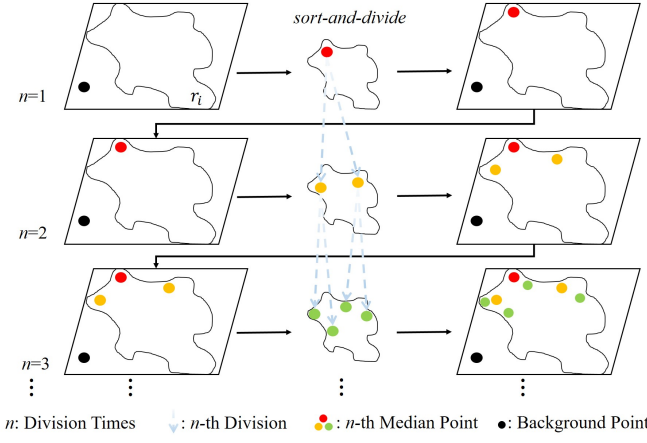 sort-and-divide
r_i
n=1
n=2
n=3
n: Division Times : n-th Division : n-th Median Point : Background Point